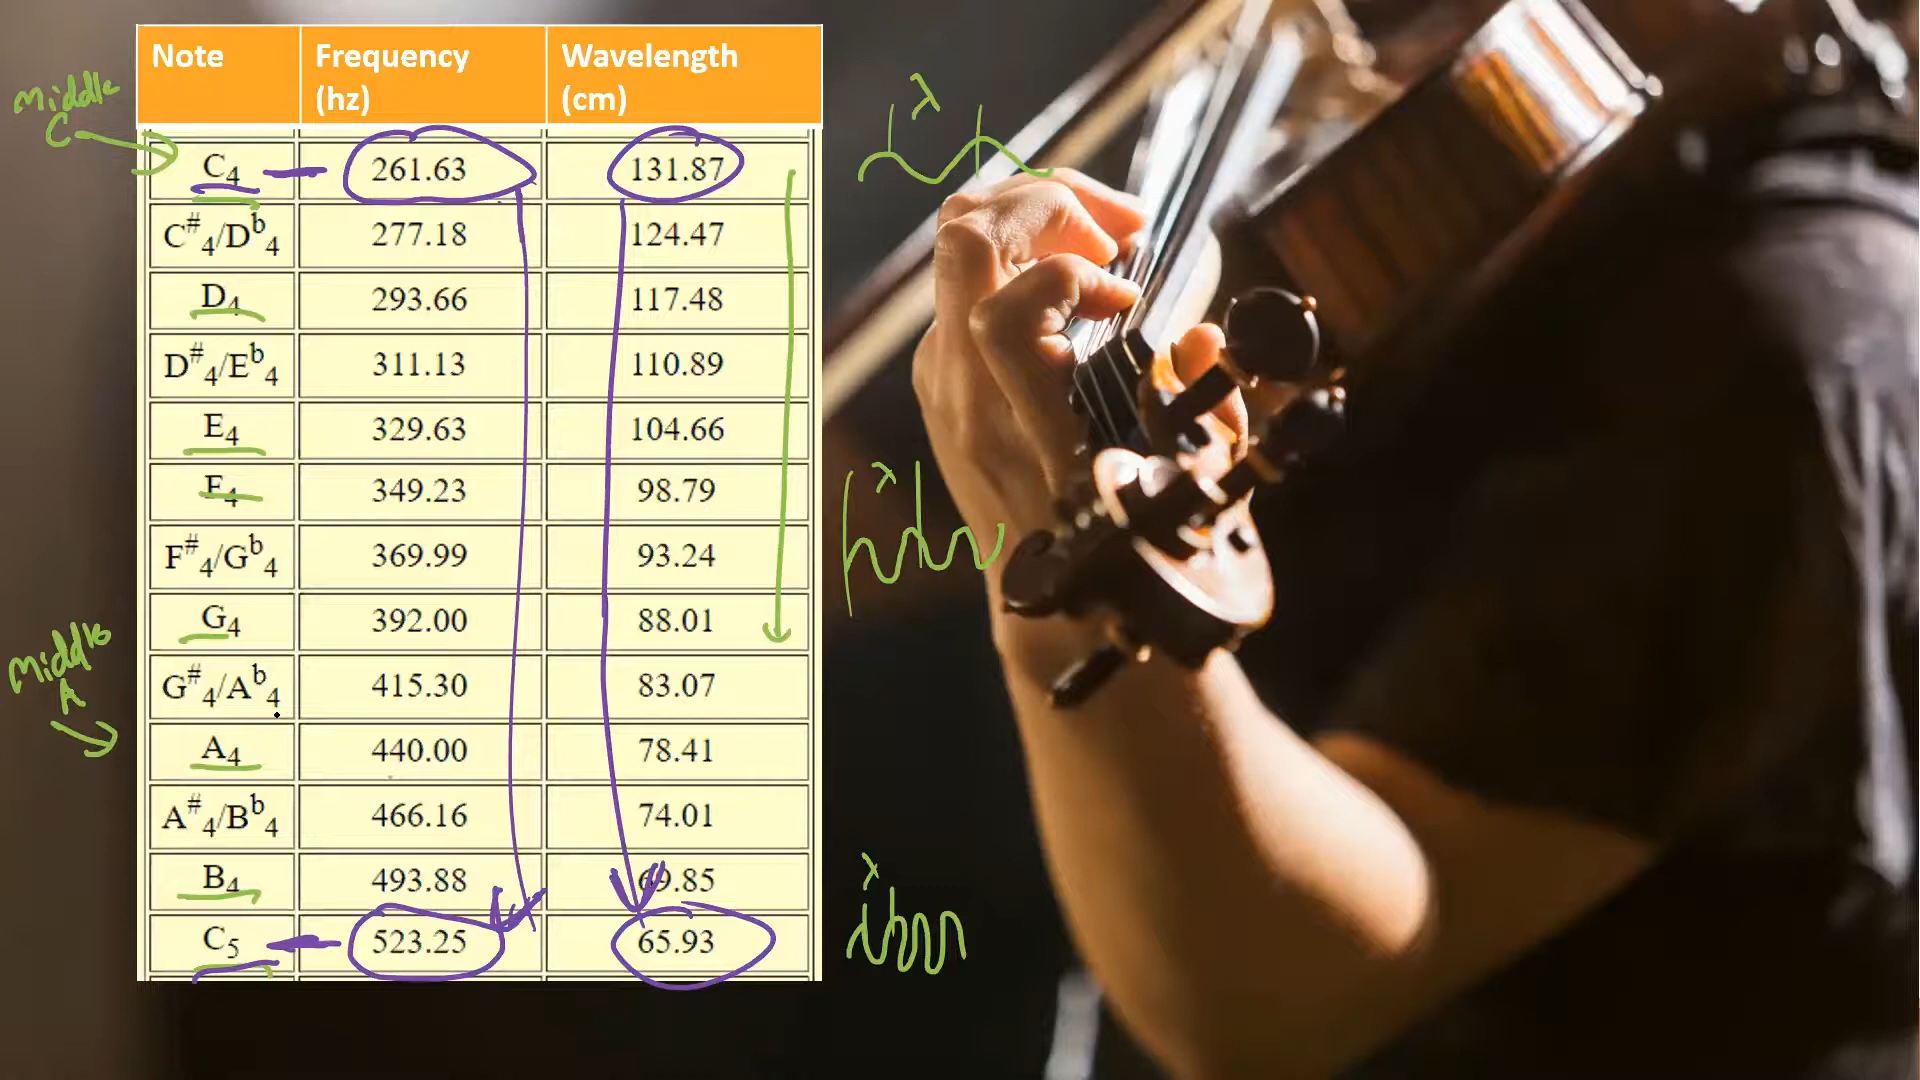 Note Frequency (hz) Wavelength (cm)
Middle C
C4 261.63 131.87
C#4/Db4 277.18 124.47
D4 293.66 117.48
D#4/Eb4 311.13 110.89
E4 329.63 104.66
F4 349.23 98.79
F#4/Gb4 369.99 93.24
G4 392.00 88.01
Middle A
G#4/Ab4 415.30 83.07
A4 440.00 78.41
A#4/Bb4 466.16 74.01
B4 493.88 69.85
C5 523.25 65.93
λ
λ
λ